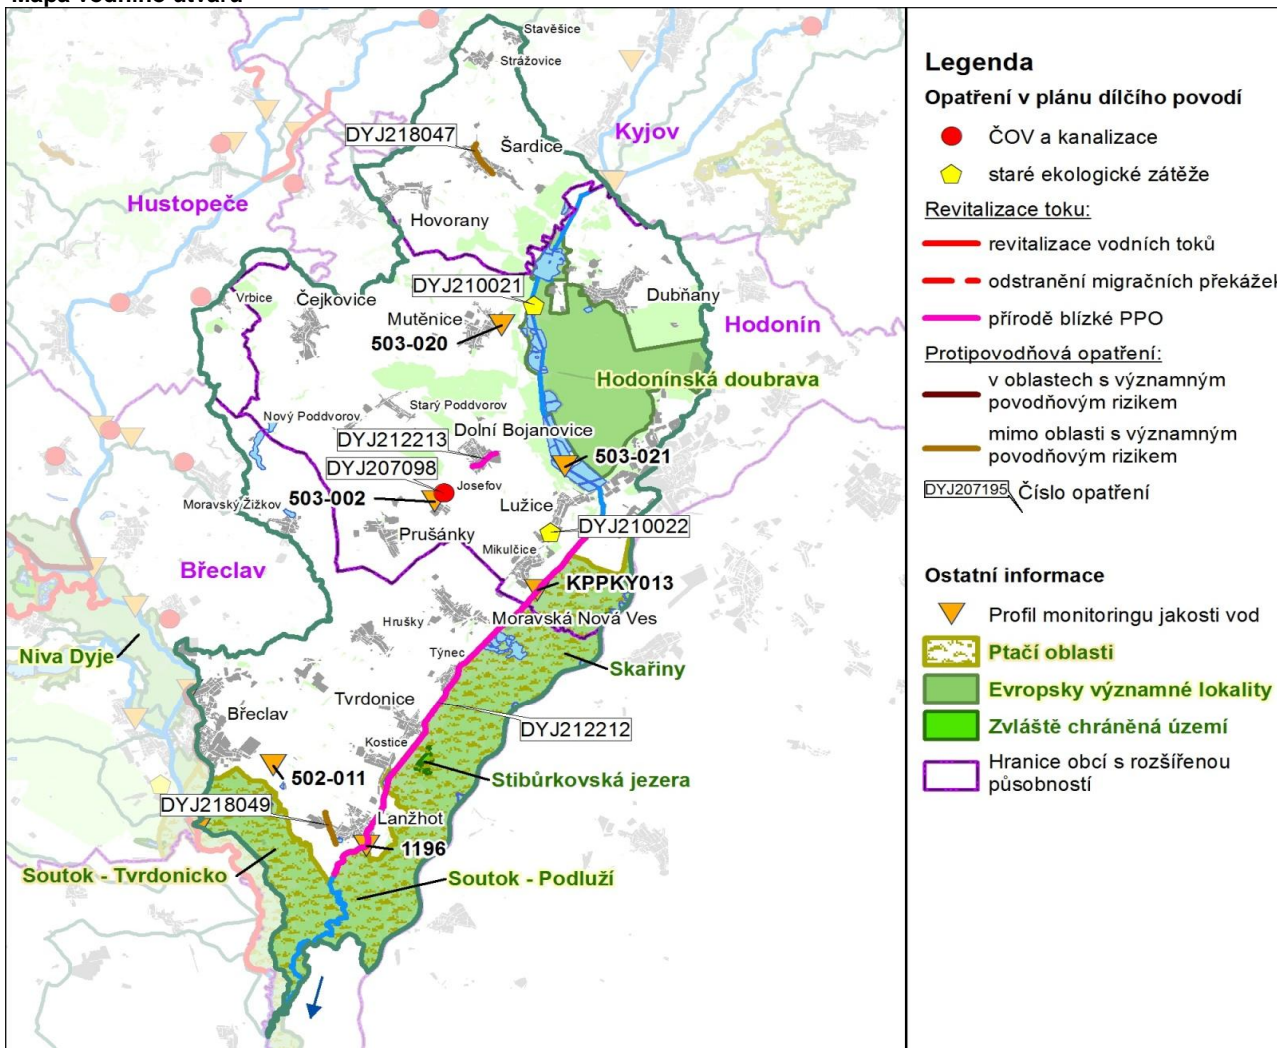 Mapa vodního útvaru
Stavěšice
Strážovice
DYJ218047
Šardice
Kyjov
Hustopeče
Hovorany
DYJ210021
Dubňany
Vrbice
Čejkovice
Mutěnice
Hodonín
503-020
Hodonínská doubrava
Nový Poddvorov
Starý Poddvorov
DYJ212213
Dolní Bojanovice
503-021
DYJ207098
Josefov
503-002
Moravský Žižkov
Lužice
DYJ210022
Prušánky
Mikulčice
Břeclav
KPPKY013
Hrušky
Moravská Nová Ves
Niva Dyje
Týnec
Skařiny
Tvrdonice
Břeclav
DYJ212212
Kostice
502-011
Stibůrkovská jezera
DYJ218049
Lanžhot
1196
Soutok - Tvrdonicko
Soutok - Podluží
Legenda
Opatření v plánu dílčího povodí
ČOV a kanalizace
staré ekologické zátěže
Revitalizace toku:
revitalizace vodních toků
odstranění migračních překážek
přírodě blízké PPO
Protipovodňová opatření:
v oblastech s významným
povodňovým rizikem
mimo oblasti s významným
povodňovým rizikem
DYJ207195
Číslo opatření
Ostatní informace
Profil monitoringu jakosti vod
Ptačí oblasti
Evropsky významné lokality
Zvláště chráněná území
Hranice obcí s rozšířenou
působností